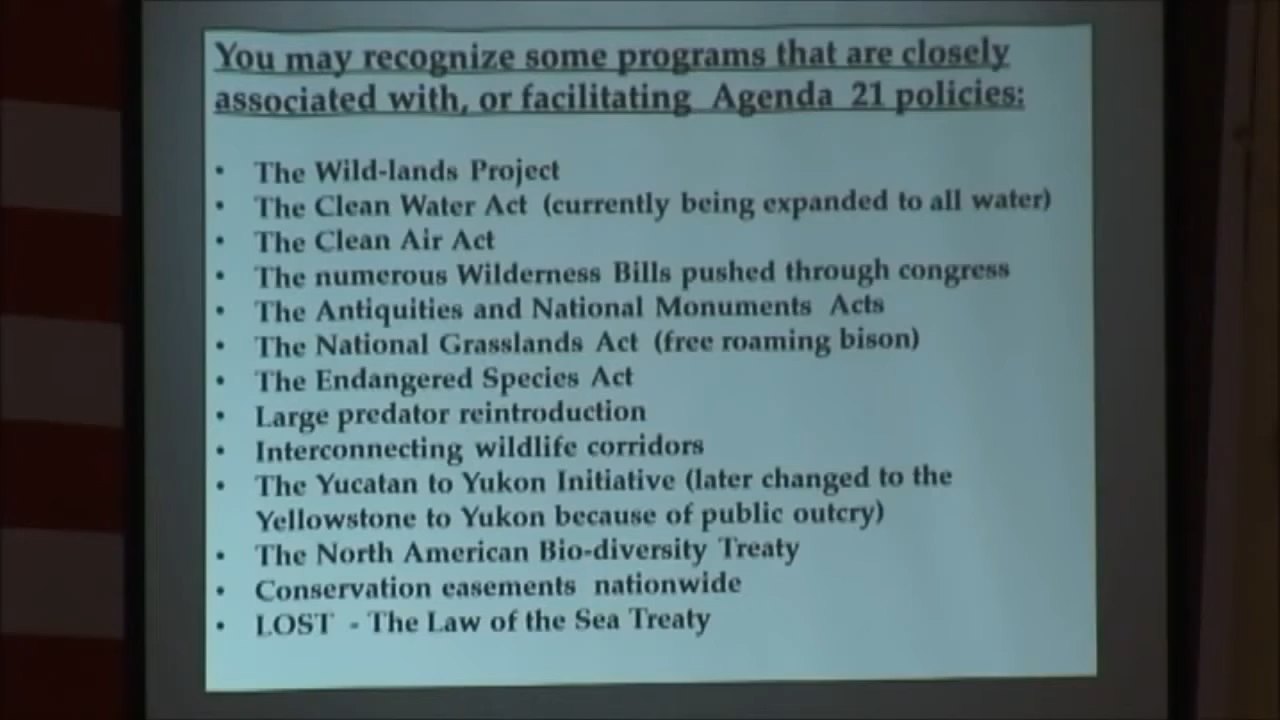 You may recognize some programs that are closely
associated with, or facilitating Agenda 21 policies:
• The Wild-lands Project
• The Clean Water Act (currently being expanded to all water)
• The Clean Air Act
• The numerous Wilderness Bills pushed through congress
• The Antiquities and National Monuments Acts
• The National Grasslands Act (free roaming bison)
• The Endangered Species Act
• Large predator reintroduction
• Interconnecting wildlife corridors
• The Yucatan to Yukon Initiative (later changed to the
Yellowstone to Yukon because of public outcry)
• The North American Bio-diversity Treaty
• Conservation easements nationwide
• LOST - The Law of the Sea Treaty